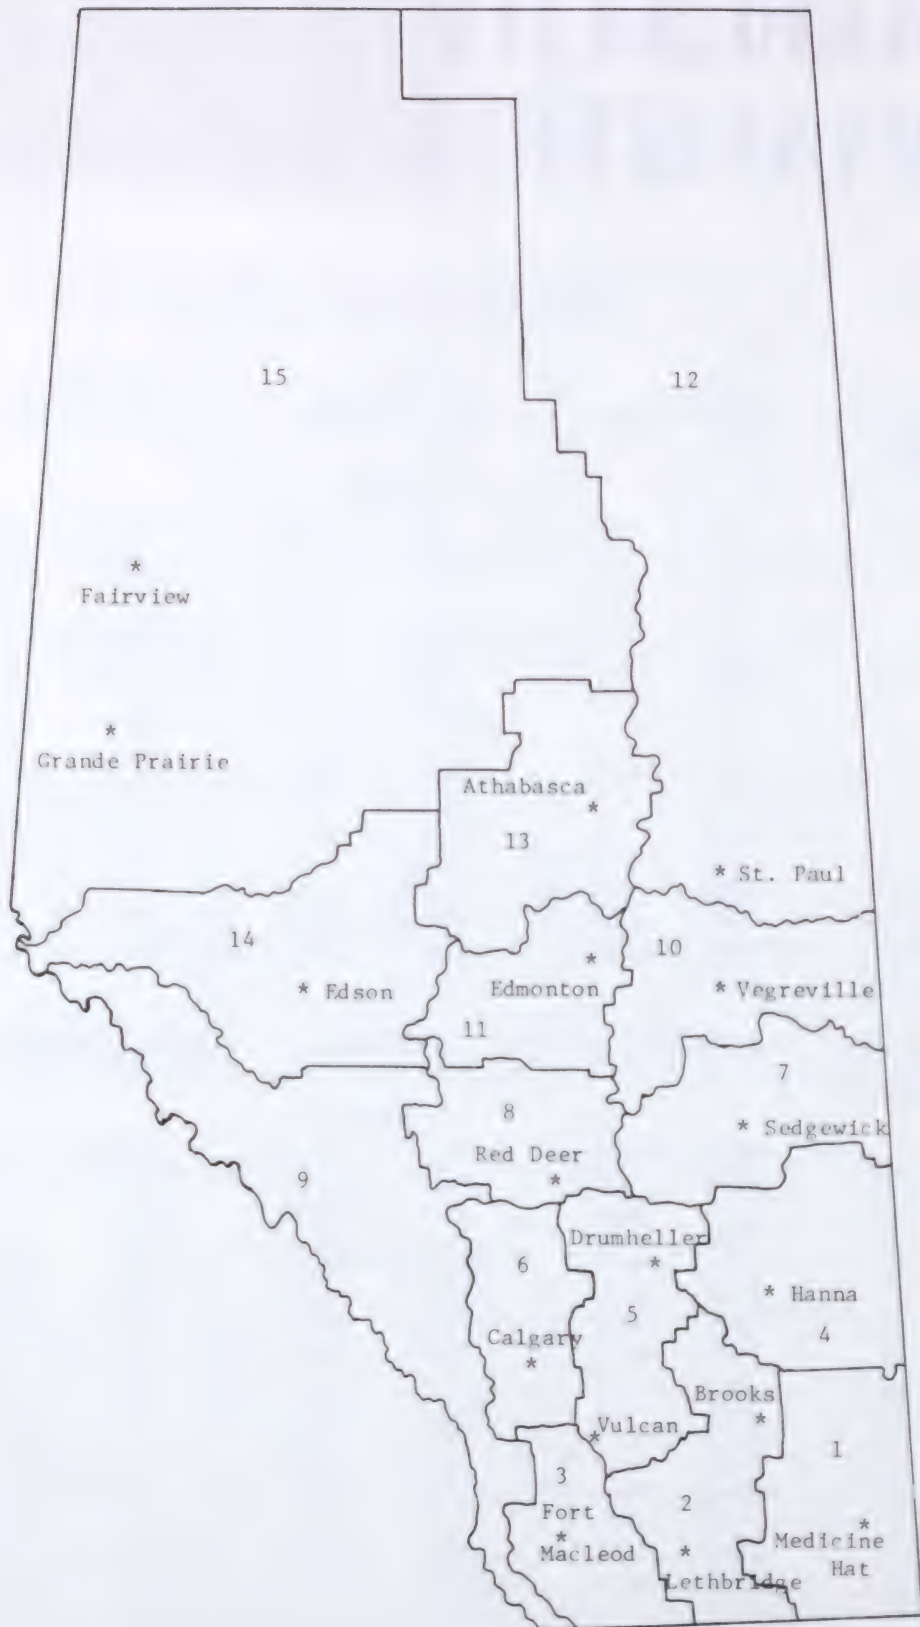 15
12
*
Fairview
*
Grande Prairie
Athabasca
*
13
* St. Paul
14
10
*
* Edson
Edmonton
* Vegreville
11
7
8
* Sedgewick
Red Deer
*
9
Drumheller
*
6
* Hanna
5
4
Calgary
*
Brooks
*
Vulcan
*
1
3
2
Fort
*
Macleod
*
Lethbridge
*
Medicine
Hat